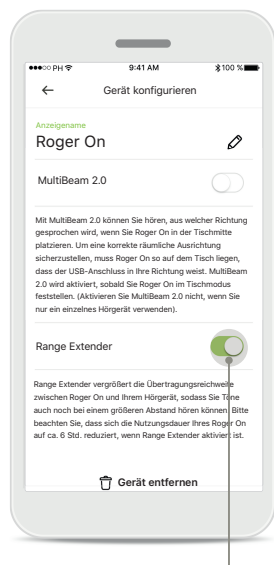 ●●●○○ PH 9:41 AM 100 %
Gerät konfigurieren
Anzeigename
Roger On
MultiBeam 2.0
Mit MultiBeam 2.0 können Sie hören, aus welcher Richtung
gesprochen wird, wenn Sie Roger On in der Tischmitte
platzieren. Um eine korrekte räumliche Ausrichtung
sicherzustellen, muss Roger On so auf dem Tisch liegen,
dass der USB-Anschluss in Ihre Richtung weist. MultiBeam
2.0 wird aktiviert, sobald Sie Roger On im Tischmodus
feststellen. (Aktivieren Sie MultiBeam 2.0 nicht, wenn Sie
nur ein einzelnes Hörgerät verwenden).
Range Extender
Range Extender vergrößert die Übertragungsreichweite
zwischen Roger On und Ihrem Hörgerät, sodass Sie Töne
auch noch bei einem größeren Abstand hören können. Bitte
beachten Sie, dass sich die Nutzungsdauer Ihres Roger On
auf ca. 6 Std. reduziert, wenn Range Extender aktiviert ist.
Gerät entfernen